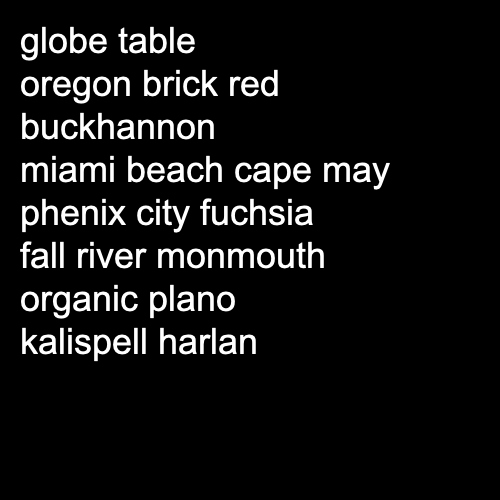 globe table
oregon brick red
buckhannon
miami beach cape may
phenix city fuchsia
fall river monmouth
organic plano
kalispell harlan